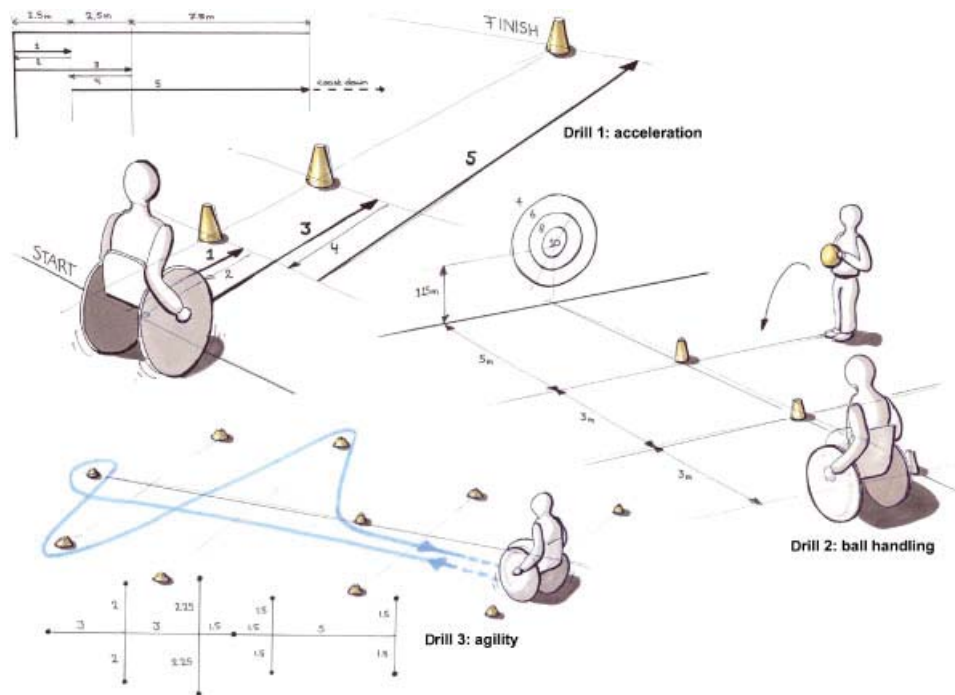 2.5m 2,5m 7.5m
1
2 3
4 5 coast down
FINISH
Drill 1: acceleration
5
3
4
1
2
START
4
6
8
10
5m
3m
3m
Drill 2: ball handling
2 2.25 1.5 1.5
3 3 1.5 1.5 5
2 2.25 1.5 1.5
Drill 3: agility